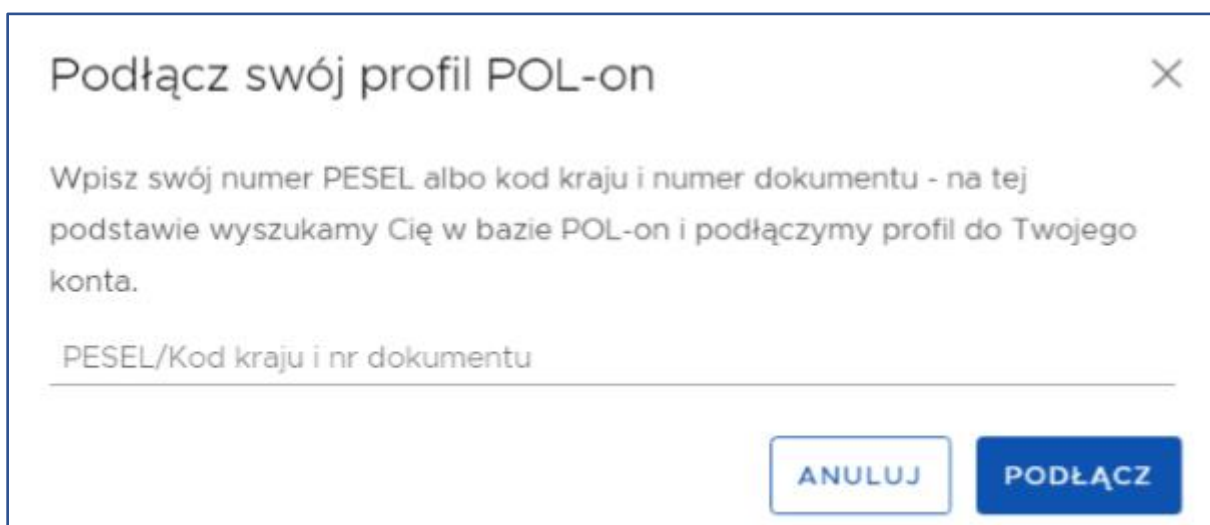 Podłącz swój profil POL-on
Wpisz swój numer PESEL albo kod kraju i numer dokumentu - na tej
podstawie wyszukamy Cię w bazie POL-on i podłączymy profil do Twojego
konta.
PESEL/Kod kraju i nr dokumentu
ANULUJ PODŁĄCZ